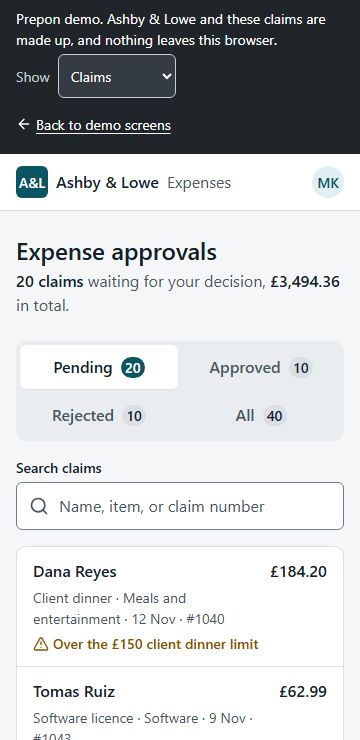 Prepon demo. Ashby & Lowe and these claims are
made up, and nothing leaves this browser.
Show Claims
← Back to demo screens
A&L Ashby & Lowe Expenses MK
Expense approvals
20 claims waiting for your decision, £3,494.36
in total.
Pending 20 Approved 10
Rejected 10 All 40
Search claims
Name, item, or claim number
Dana Reyes £184.20
Client dinner · Meals and
entertainment · 12 Nov · #1040
Over the £150 client dinner limit
Tomas Ruiz £62.99
Software licence · Software · 9 Nov ·
#1043